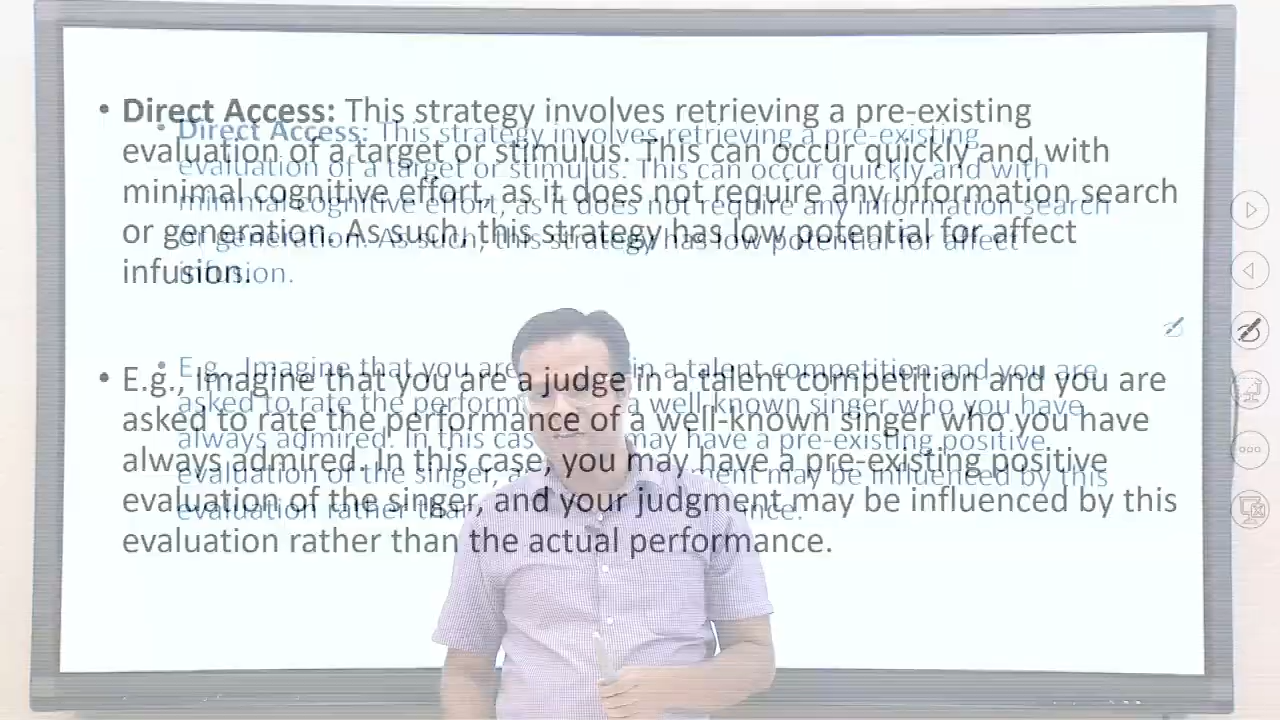 • Direct Access: This strategy involves retrieving a pre-existing
evaluation of a target or stimulus. This can occur quickly and with
minimal cognitive effort, as it does not require any information search
or generation. As such, this strategy has low potential for affect
infusion.
• E.g., Imagine that you are a judge in a talent competition and you are
asked to rate the performance of a well-known singer who you have
always admired. In this case, you may have a pre-existing positive
evaluation of the singer, and your judgment may be influenced by this
evaluation rather than the actual performance.